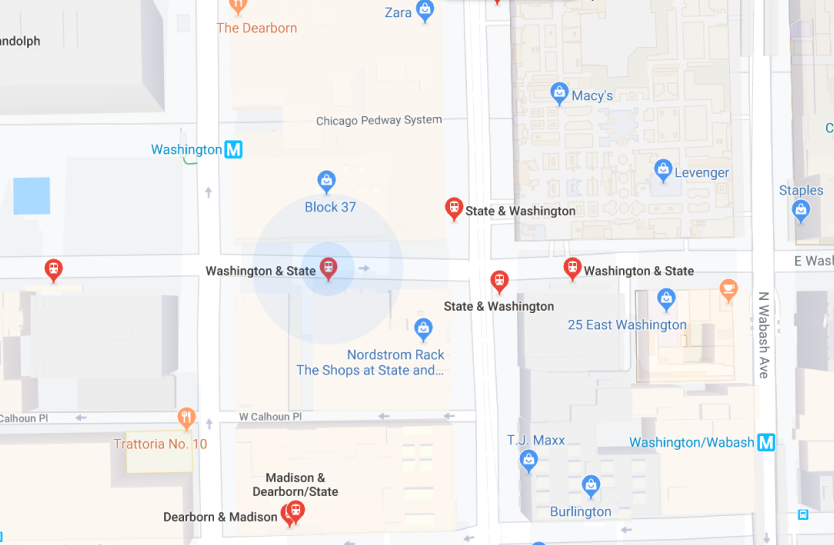 Zara
The Dearborn
andolph
Macy's
Chicago Pedway System
Washington
M
Levenger
Staples
Block 37
State & Washington
C
E Wash
Washington & State
Washington & State
State & Washington
25 East Washington
N Wabash Ave
Nordstrom Rack
The Shops at State and...
Calhoun Pl
W Calhoun Pl
Trattoria No. 10
T.J. Maxx
Washington/Wabash
M
Madison &
Dearborn/State
Burlington
Dearborn & Madison